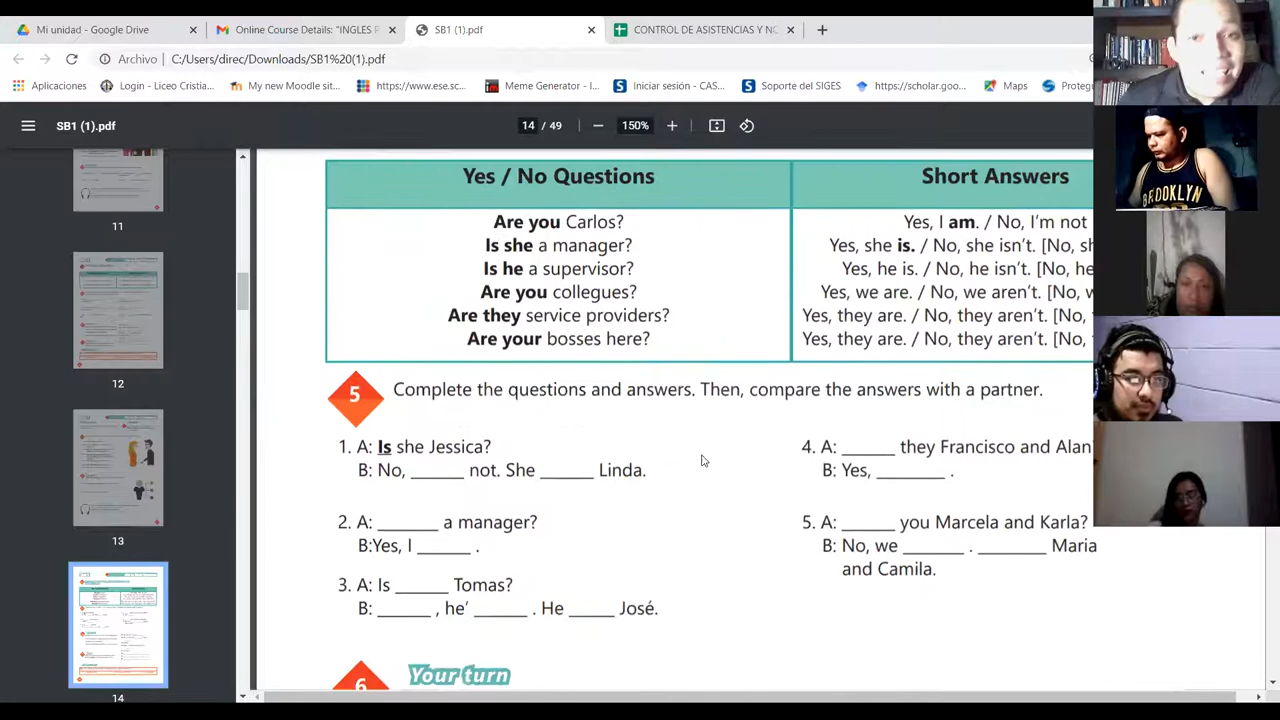 Mi unidad - Google Drive
Online Course Details: "INGLES F
SB1 (1).pdf
CONTROL DE ASISTENCIAS Y NC
Archivo
C:/Users/direc/Downloads/SB1%20(1).pdf
Aplicaciones
Login - Liceo Cristia...
My new Moodle sit...
https://www.ese.sc...
Meme Generator - I...
Iniciar sesión - CAS...
Soporte del SIGES
https://scholar.goo...
Maps
Proteg
SB1 (1).pdf
14 / 49
150%
11
12
13
14
Yes / No Questions
Short Answers
Are you Carlos?
Yes, I am. / No, I'm not
Is she a manager?
Yes, she is. / No, she isn't. [No, sh
Is he a supervisor?
Yes, he is. / No, he isn't. [No, he
Are you collegues?
Yes, we are. / No, we aren't. [No, w
Are they service providers?
Yes, they are. / No, they aren't. [No,
Are your bosses here?
Yes, they are. / No, they aren't. [No,
5
Complete the questions and answers. Then, compare the answers with a partner.
1. A: Is she Jessica?
B: No, ______ not. She ______ Linda.
2. A: _______ a manager?
B:Yes, I ______ .
3. A: Is ______ Tomas?
B: ______ , he' ______ . He _____ José.
4. A: ______ they Francisco and Alan
B: Yes, ________ .
5. A: ______ you Marcela and Karla?
B: No, we _______ . ________ Maria
and Camila.
6
Your turn
BROOKLYN